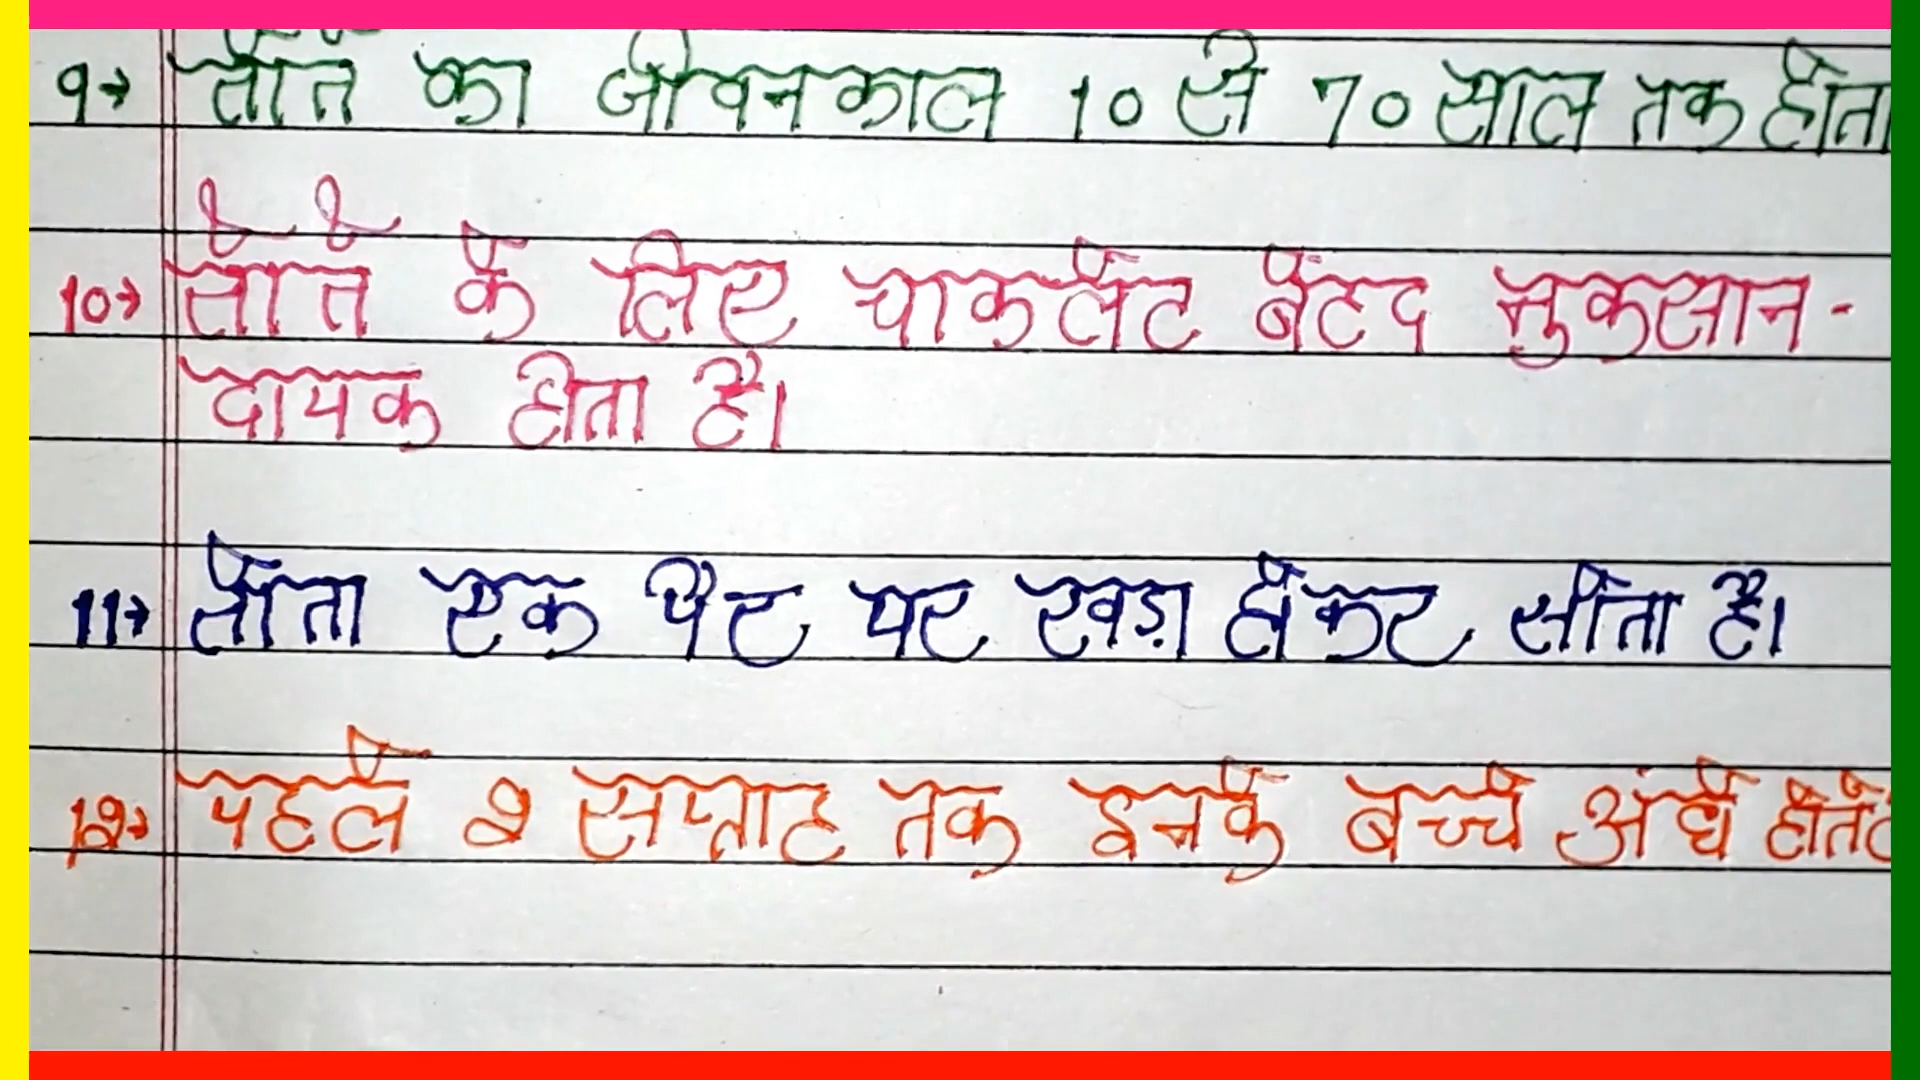 9→ तोते का जीवनकाल 10 से 70 साल तक होता
10→ तोते के लिए चाकलेट बेहद नुकसान-
दायक होता है।
11→ तोता एक पैर पर खड़ा होकर सोता है।
12→ पहले 2 सप्ताह तक इनके बच्चे अंधे होते